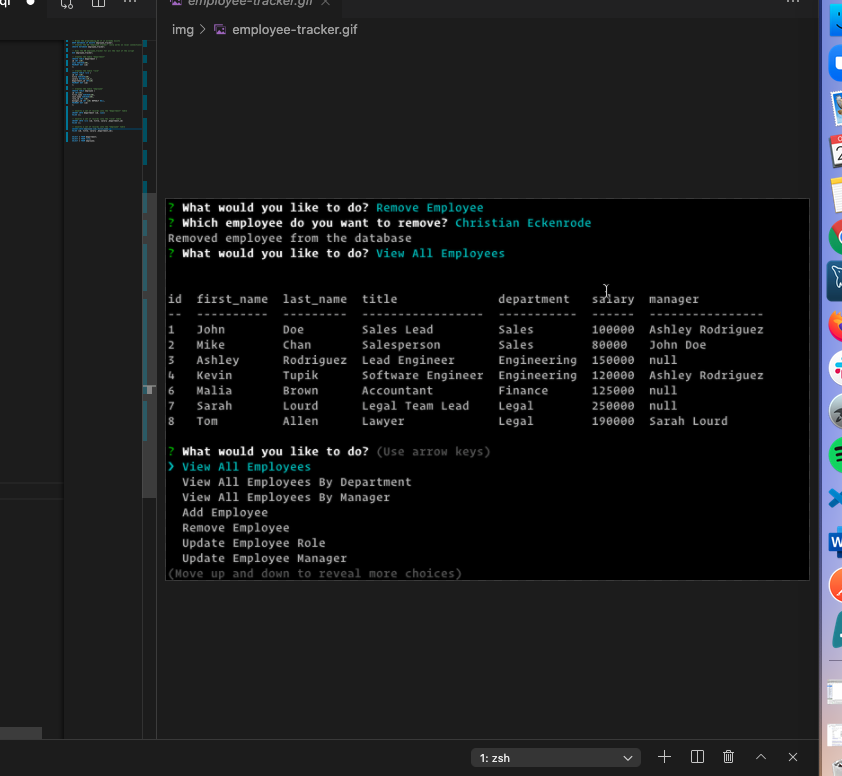 employee-tracker.gif
img > employee-tracker.gif
? What would you like to do? Remove Employee
? Which employee do you want to remove? Christian Eckenrode
Removed employee from the database
? What would you like to do? View All Employees
id first_name last_name title department salary manager
-- ---------- --------- ----------------- ----------- ------ ----------------
1 John Doe Sales Lead Sales 100000 Ashley Rodriguez
2 Mike Chan Salesperson Sales 80000 John Doe
3 Ashley Rodriguez Lead Engineer Engineering 150000 null
4 Kevin Tupik Software Engineer Engineering 120000 Ashley Rodriguez
6 Malia Brown Accountant Finance 125000 null
7 Sarah Lourd Legal Team Lead Legal 250000 null
8 Tom Allen Lawyer Legal 190000 Sarah Lourd
? What would you like to do? (Use arrow keys)
❯ View All Employees
View All Employees By Department
View All Employees By Manager
Add Employee
Remove Employee
Update Employee Role
Update Employee Manager
(Move up and down to reveal more choices)
1: zsh